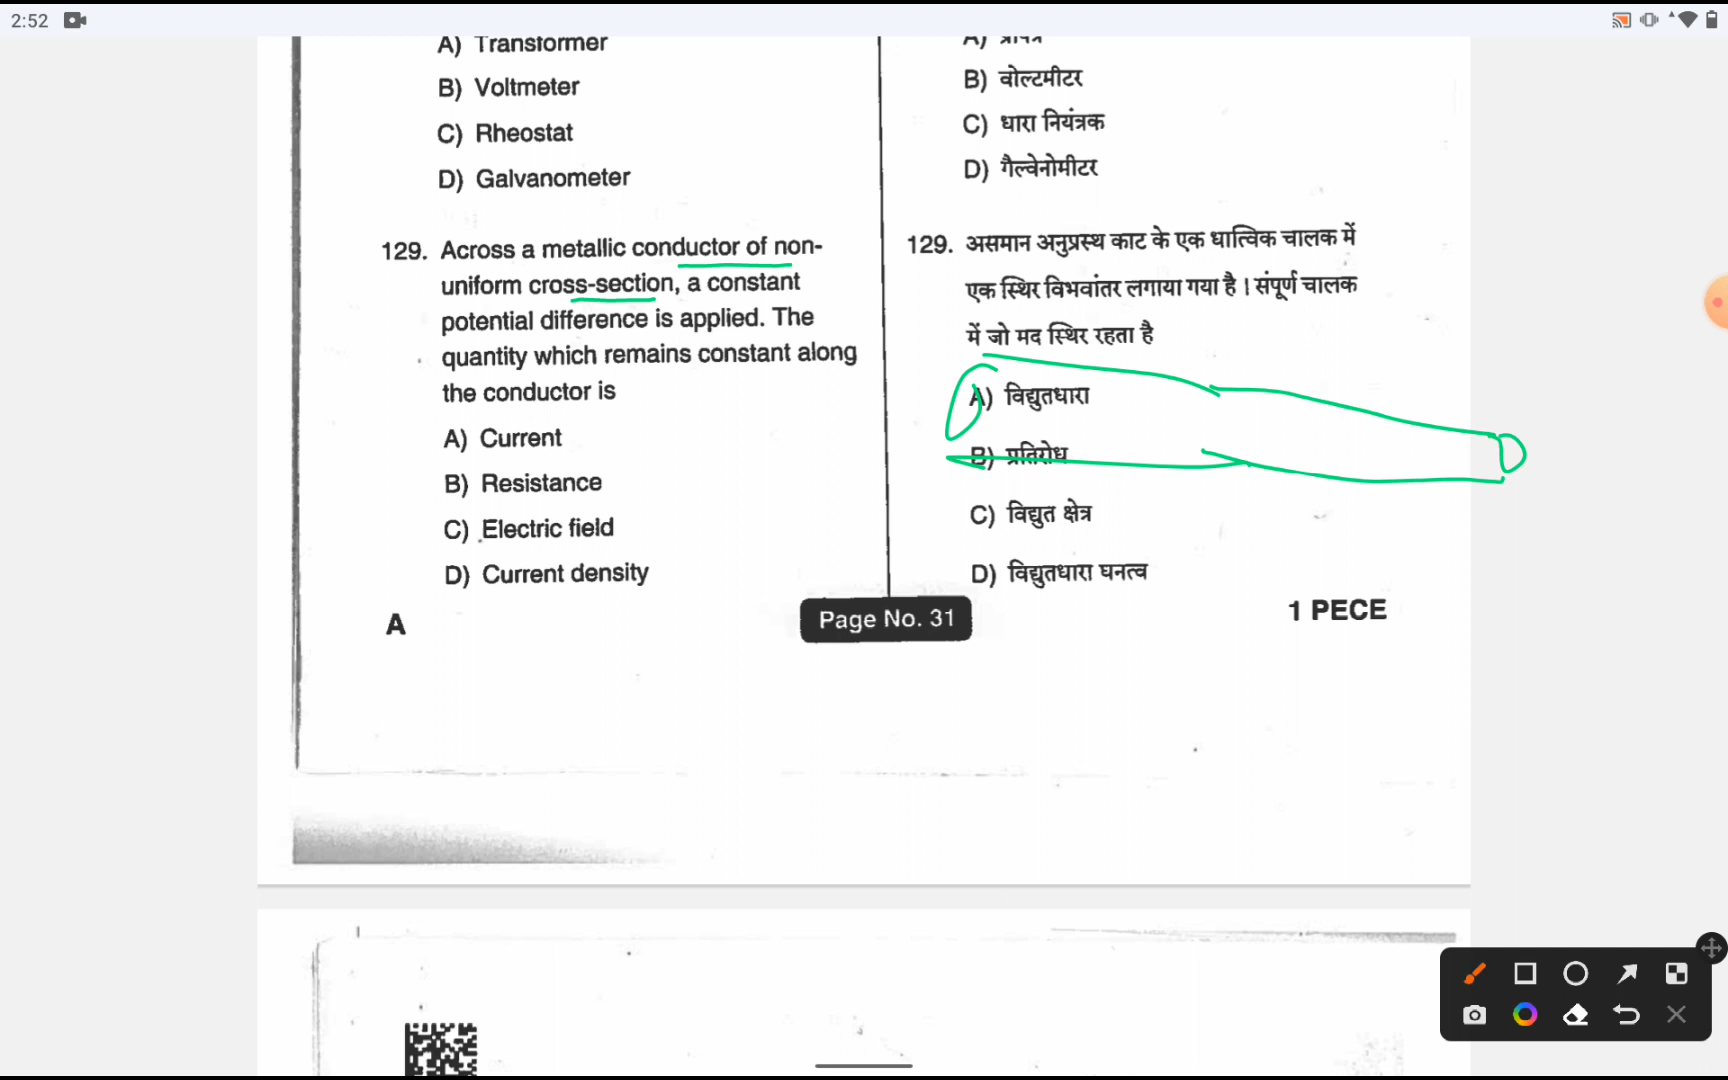 2:52
A) Transformer
B) Voltmeter
C) Rheostat
D) Galvanometer
129. Across a metallic conductor of non-
uniform cross-section, a constant
potential difference is applied. The
quantity which remains constant along
the conductor is
A) Current
B) Resistance
C) Electric field
D) Current density
A
B) वोल्टमीटर
C) धारा नियंत्रक
D) गैल्वेनोमीटर
129. असमान अनुप्रस्थ काट के एक धात्विक चालक में
एक स्थिर विभवांतर लगाया गया है । संपूर्ण चालक
में जो मद स्थिर रहता है
A) विद्युतधारा
B) प्रतिरोध
C) विद्युत क्षेत्र
D) विद्युतधारा घनत्व
Page No. 31
1 PECE